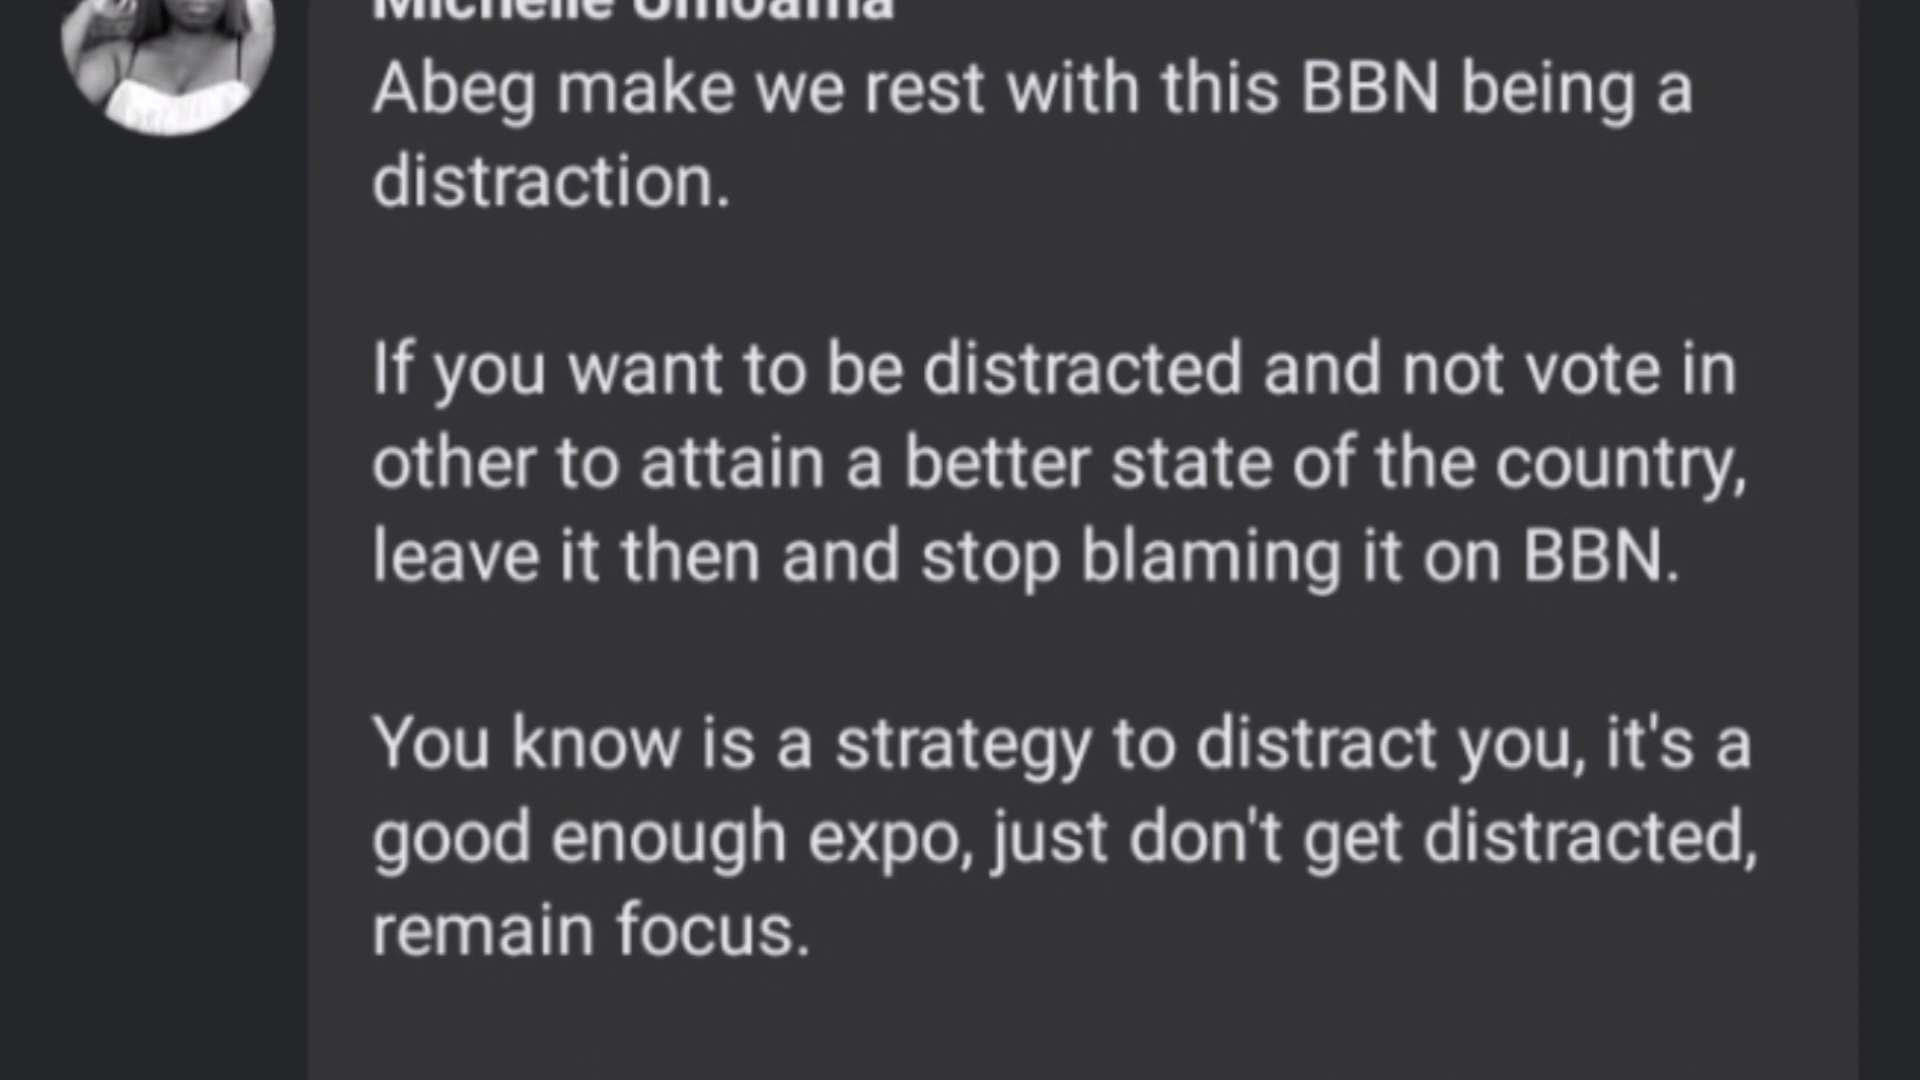 Michelle
Abeg make we rest with this BBN being a
distraction.
If you want to be distracted and not vote in
other to attain a better state of the country,
leave it then and stop blaming it on BBN.
You know is a strategy to distract you, it's a
good enough expo, just don't get distracted,
remain focus.